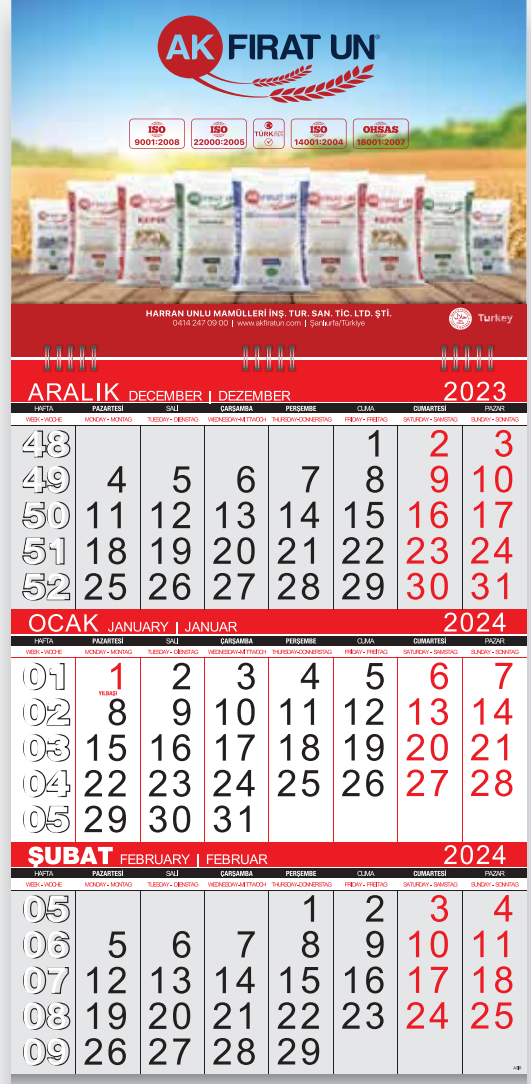 AK FIRAT UN
ISO 9001:2008
ISO 22000:2005
TÜRKAK
ISO 14001:2004
OHSAS 18001:2007
AK FIRAT UN
KEPEK
KEPEK
HARRAN UNLU MAMÜLLERİ İNŞ. TUR. SAN. TİC. LTD. ŞTİ.
0414 247 09 00 | www.akfiratun.com | Şanlıurfa/Türkiye
Turkey
ARALIK DECEMBER | DEZEMBER 2023
HAFTA PAZARTESİ SALİ ÇARŞAMBA PERŞEMBE CUMA CUMARTESİ PAZAR
WEEK - WOCHE MONDAY - MONTAG TUESDAY - DIENSTAG WEDNESDAY-MITTWOCH THURSDAY-DONNERSTAG FRIDAY - FREITAG SATURDAY - SAMSTAG SUNDAY - SONNTAG
48 1 2 3
49 4 5 6 7 8 9 10
50 11 12 13 14 15 16 17
51 18 19 20 21 22 23 24
52 25 26 27 28 29 30 31
OCAK JANUARY | JANUAR 2024
HAFTA PAZARTESİ SALI ÇARŞAMBA PERŞEMBE CUMA CUMARTESİ PAZAR
WEEK - WOCHE MONDAY - MONTAG TUESDAY - DIENSTAG WEDNESDAY-MITTWOCH THURSDAY-DONNERSTAG FRIDAY - FREITAG SATURDAY - SAMSTAG SUNDAY - SONNTAG
01 1 2 3 4 5 6 7
YILBAŞI
02 8 9 10 11 12 13 14
03 15 16 17 18 19 20 21
04 22 23 24 25 26 27 28
05 29 30 31
ŞUBAT FEBRUARY | FEBRUAR 2024
HAFTA PAZARTESİ SALI ÇARŞAMBA PERŞEMBE CUMA CUMARTESİ PAZAR
WEEK - WOCHE MONDAY - MONTAG TUESDAY - DIENSTAG WEDNESDAY-MITTWOCH THURSDAY-DONNERSTAG FRIDAY - FREITAG SATURDAY - SAMSTAG SUNDAY - SONNTAG
05 1 2 3 4
06 5 6 7 8 9 10 11
07 12 13 14 15 16 17 18
08 19 20 21 22 23 24 25
09 26 27 28 29